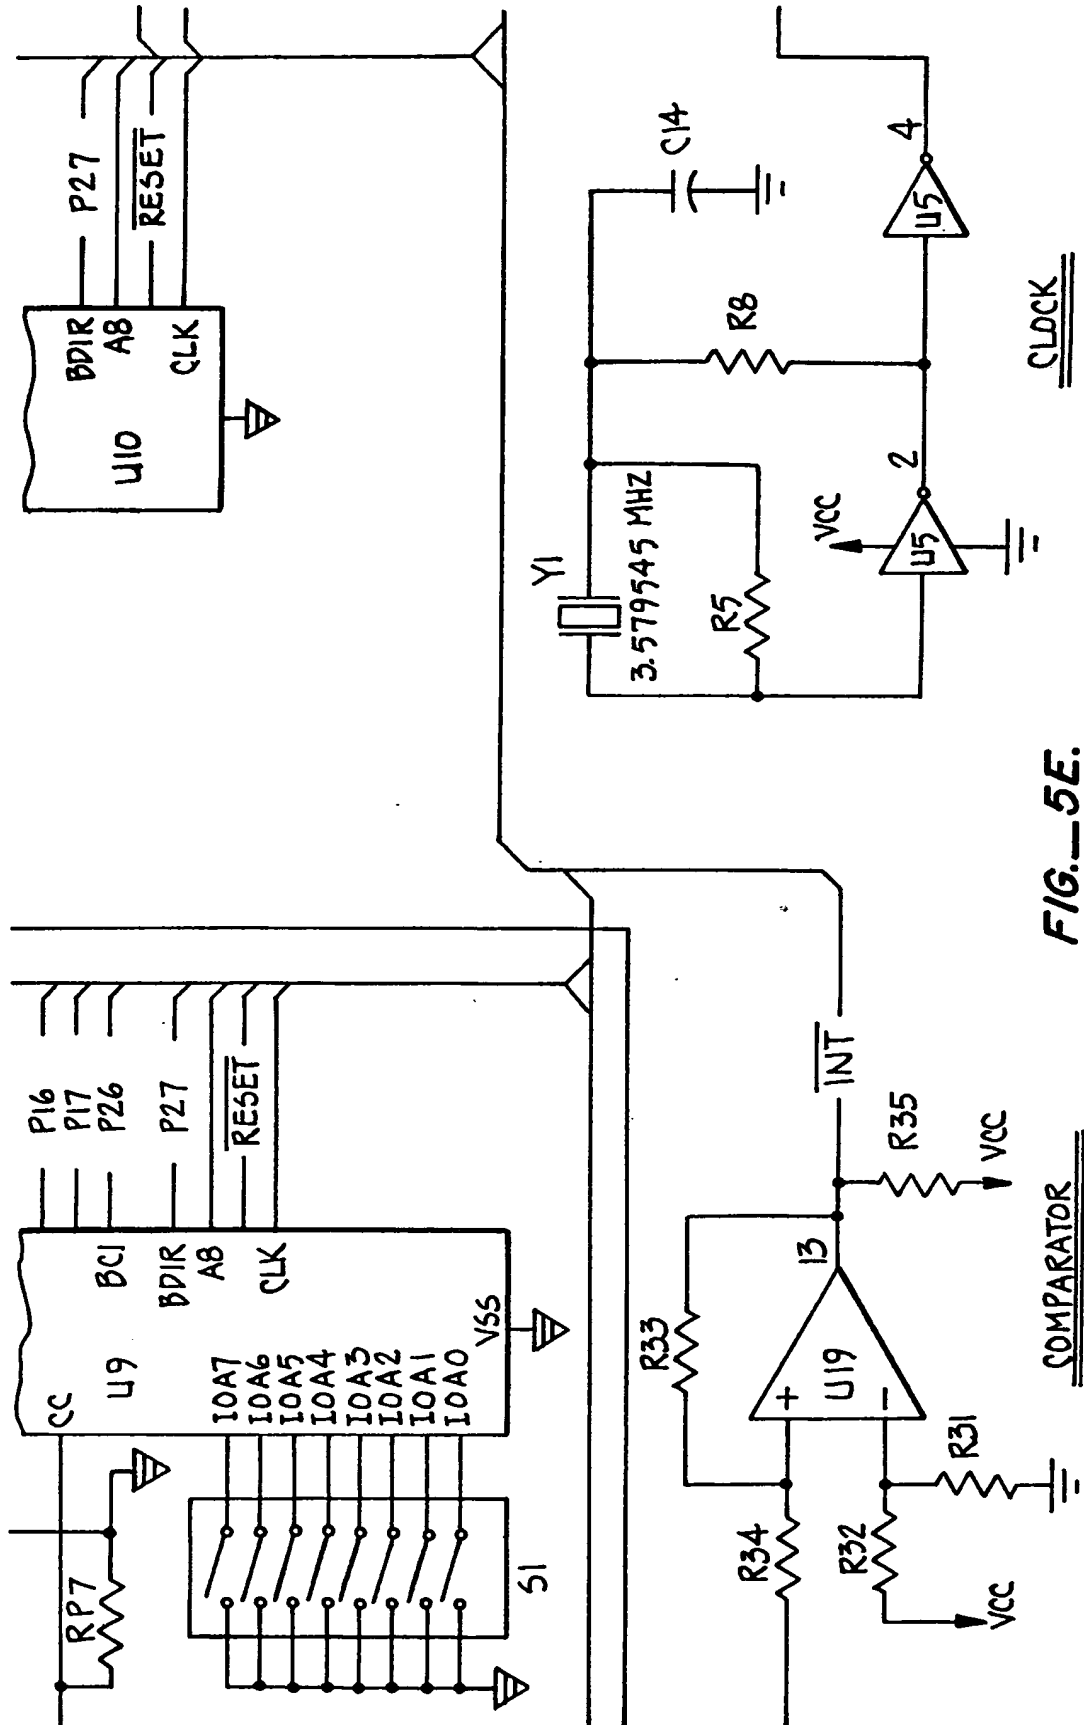 P27
RESET
BDIR
A8
CLK
U10
P16
P17
P26
P27
RESET
BC1
BDIR
A8
CLK
U9
CC
VSS
IOA7
IOA6
IOA5
IOA4
IOA3
IOA2
IOA1
IOA0
RP7
S1
Y1
3.579545 MHZ
C14
R8
R5
VCC
U5
2
U5
4
CLOCK
INT
R33
R35
VCC
13
U19
+
-
R34
R32
R31
VCC
COMPARATOR
FIG._5E.